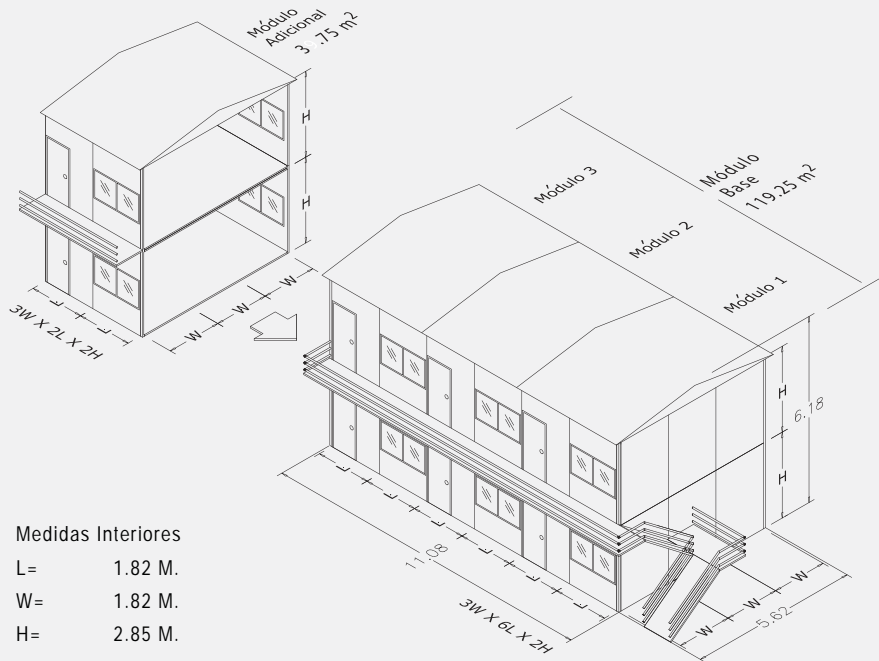 Módulo
Adicional
.75 m²
H
H
W
W
W
L
L
3W X 2L X 2H
Módulo 3
Módulo 2
Módulo 1
Módulo
Base
119.25 m²
H
H
6.18
L
L
L
L
L
L
11.08
3W X 6L X 2H
W
W
W
5.62
Medidas Interiores
L= 1.82 M.
W= 1.82 M.
H= 2.85 M.